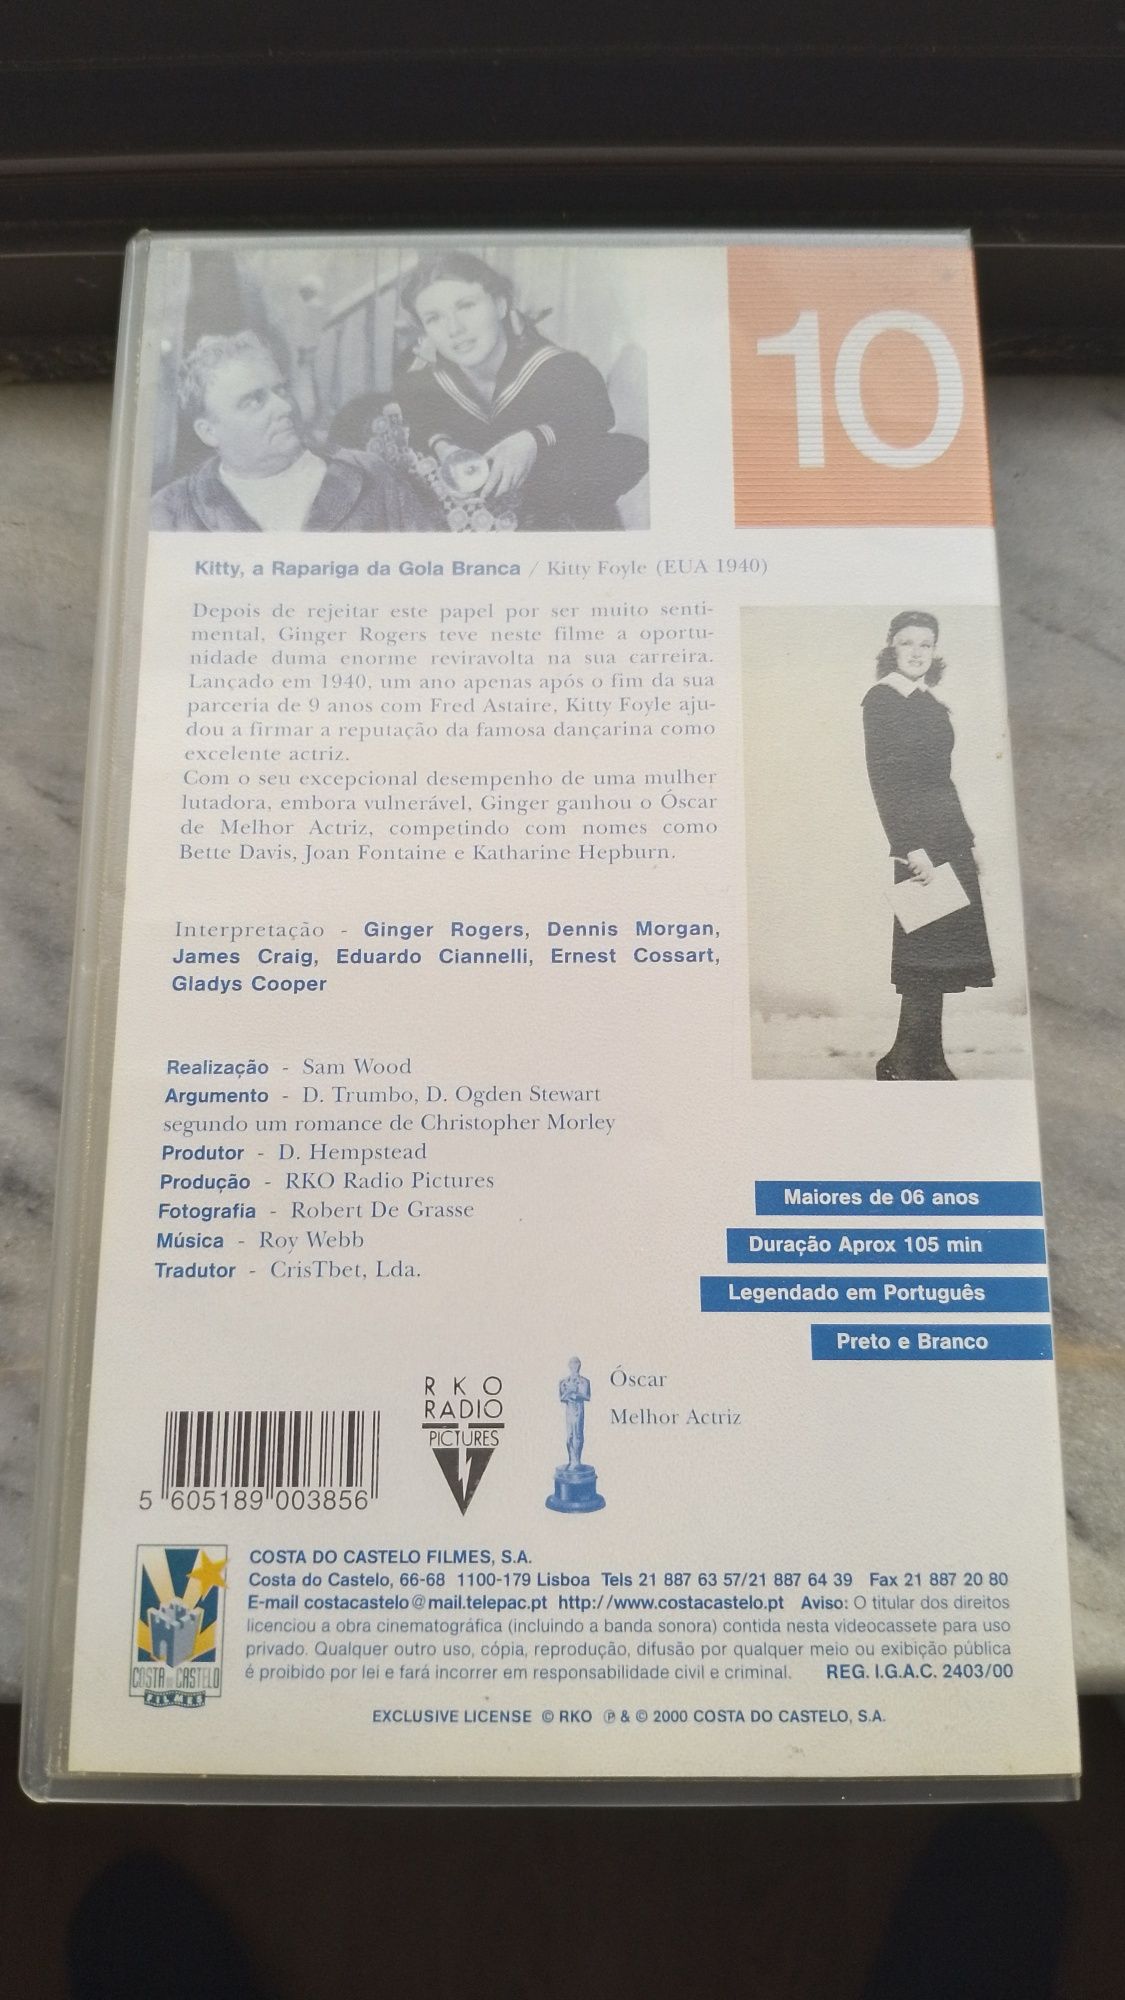 10
Kitty, a Rapariga da Gola Branca / Kitty Foyle (EUA 1940)
Depois de rejeitar este papel por ser muito senti-
mental, Ginger Rogers teve neste filme a oportu-
nidade duma enorme reviravolta na sua carreira.
Lançado em 1940, um ano apenas após o fim da sua
parceria de 9 anos com Fred Astaire, Kitty Foyle aju-
dou a firmar a reputação da famosa dançarina como
excelente actriz.
Com o seu excepcional desempenho de uma mulher
lutadora, embora vulnerável, Ginger ganhou o Óscar
de Melhor Actriz, competindo com nomes como
Bette Davis, Joan Fontaine e Katharine Hepburn.
Interpretação - Ginger Rogers, Dennis Morgan,
James Craig, Eduardo Ciannelli, Ernest Cossart,
Gladys Cooper
Realização - Sam Wood
Argumento - D. Trumbo, D. Ogden Stewart
segundo um romance de Christopher Morley
Produtor - D. Hempstead
Produção - RKO Radio Pictures
Fotografia - Robert De Grasse
Música - Roy Webb
Tradutor - CrisTbet, Lda.
Maiores de 06 anos
Duração Aprox 105 min
Legendado em Português
Preto e Branco
RKO
RADIO
PICTURES
Óscar
Melhor Actriz
5 605189 003856
COSTA DO CASTELO
FILMES
COSTA DO CASTELO FILMES, S.A.
Costa do Castelo, 66-68 1100-179 Lisboa Tels 21 887 63 57/21 887 64 39 Fax 21 887 20 80
E-mail costacastelo@mail.telepac.pt http://www.costacastelo.pt Aviso: O titular dos direitos
licenciou a obra cinematográfica (incluindo a banda sonora) contida nesta videocassete para uso
privado. Qualquer outro uso, cópia, reprodução, difusão por qualquer meio ou exibição pública
é proibido por lei e fará incorrer em responsabilidade civil e criminal. REG. I.G.A.C. 2403/00
EXCLUSIVE LICENSE © RKO ℗ & © 2000 COSTA DO CASTELO, S.A.